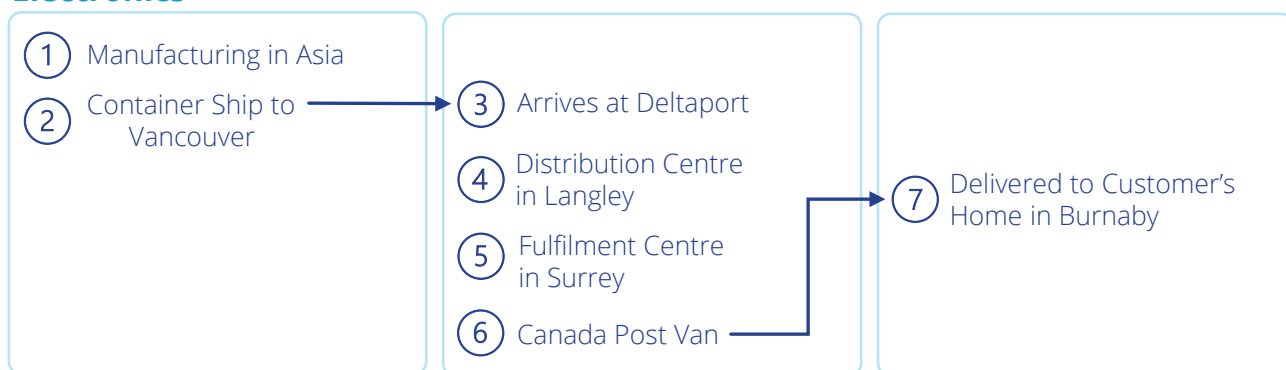 Electronics
1 Manufacturing in Asia
2 Container Ship to
Vancouver
3 Arrives at Deltaport
4 Distribution Centre
in Langley
5 Fulfilment Centre
in Surrey
6 Canada Post Van
7 Delivered to Customer’s
Home in Burnaby